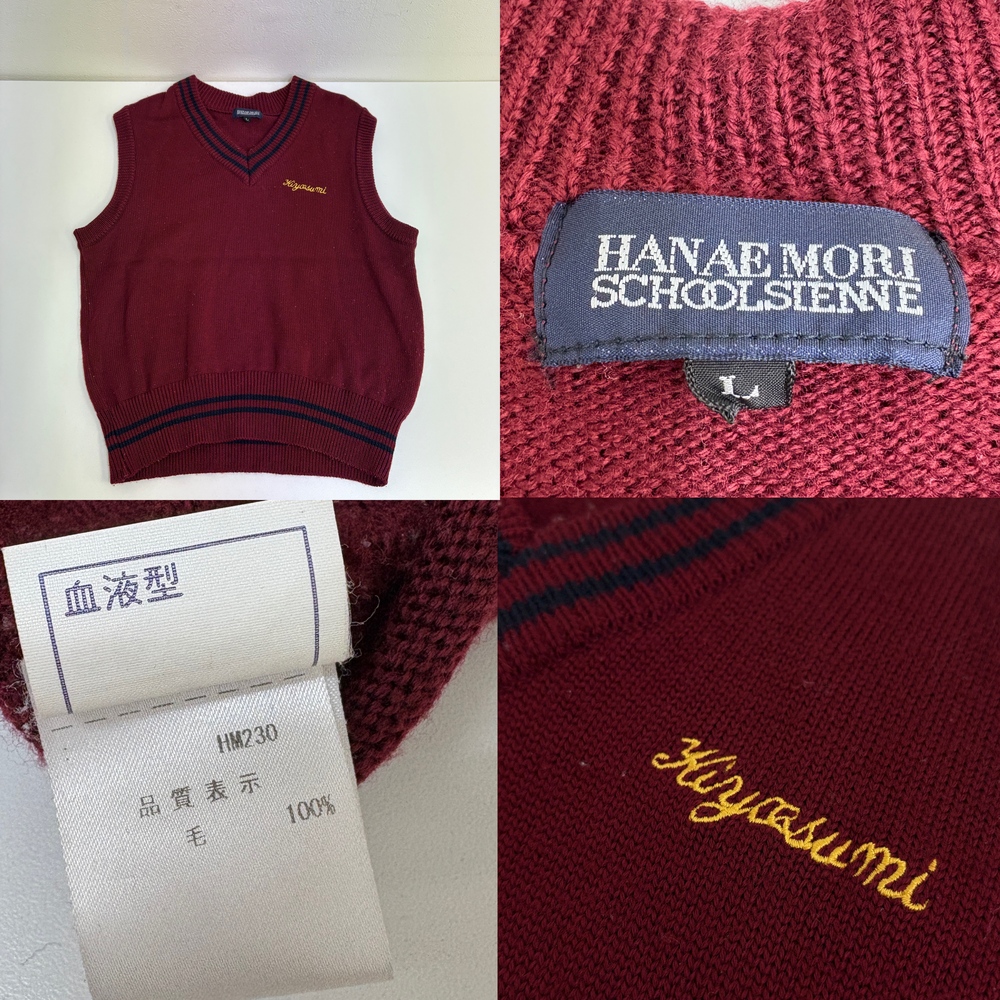 Kiyasumi
HANAE MORI
SCHOOLSIENNE
L
血液型
HM230
品質表示
毛 100%
Kiyasumi